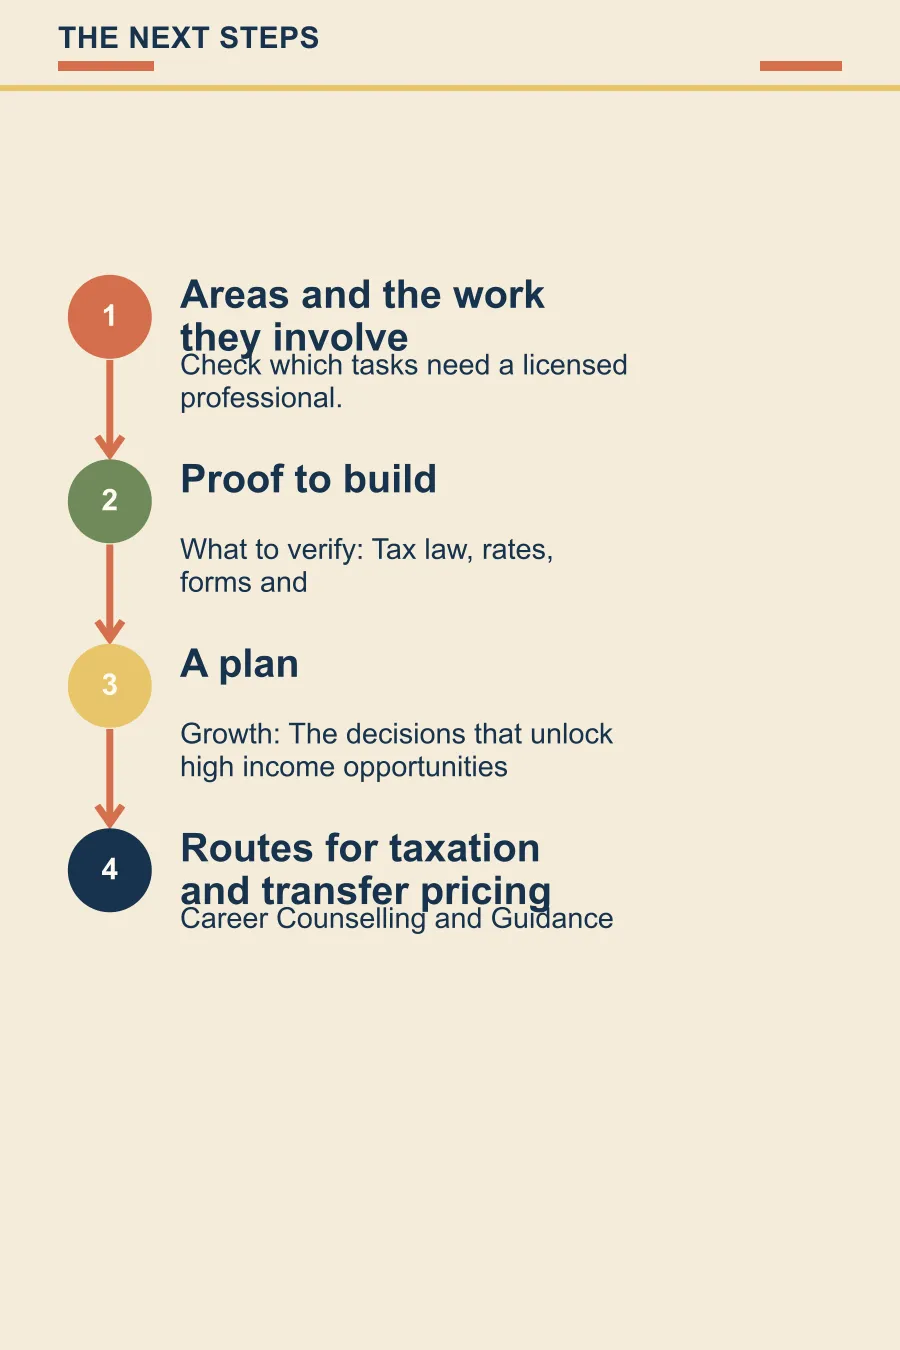 THE NEXT STEPS
1
Areas and the work
they involve
Check which tasks need a licensed
professional.
2
Proof to build
What to verify: Tax law, rates,
forms and
3
A plan
Growth: The decisions that unlock
high income opportunities
4
Routes for taxation
and transfer pricing
Career Counselling and Guidance